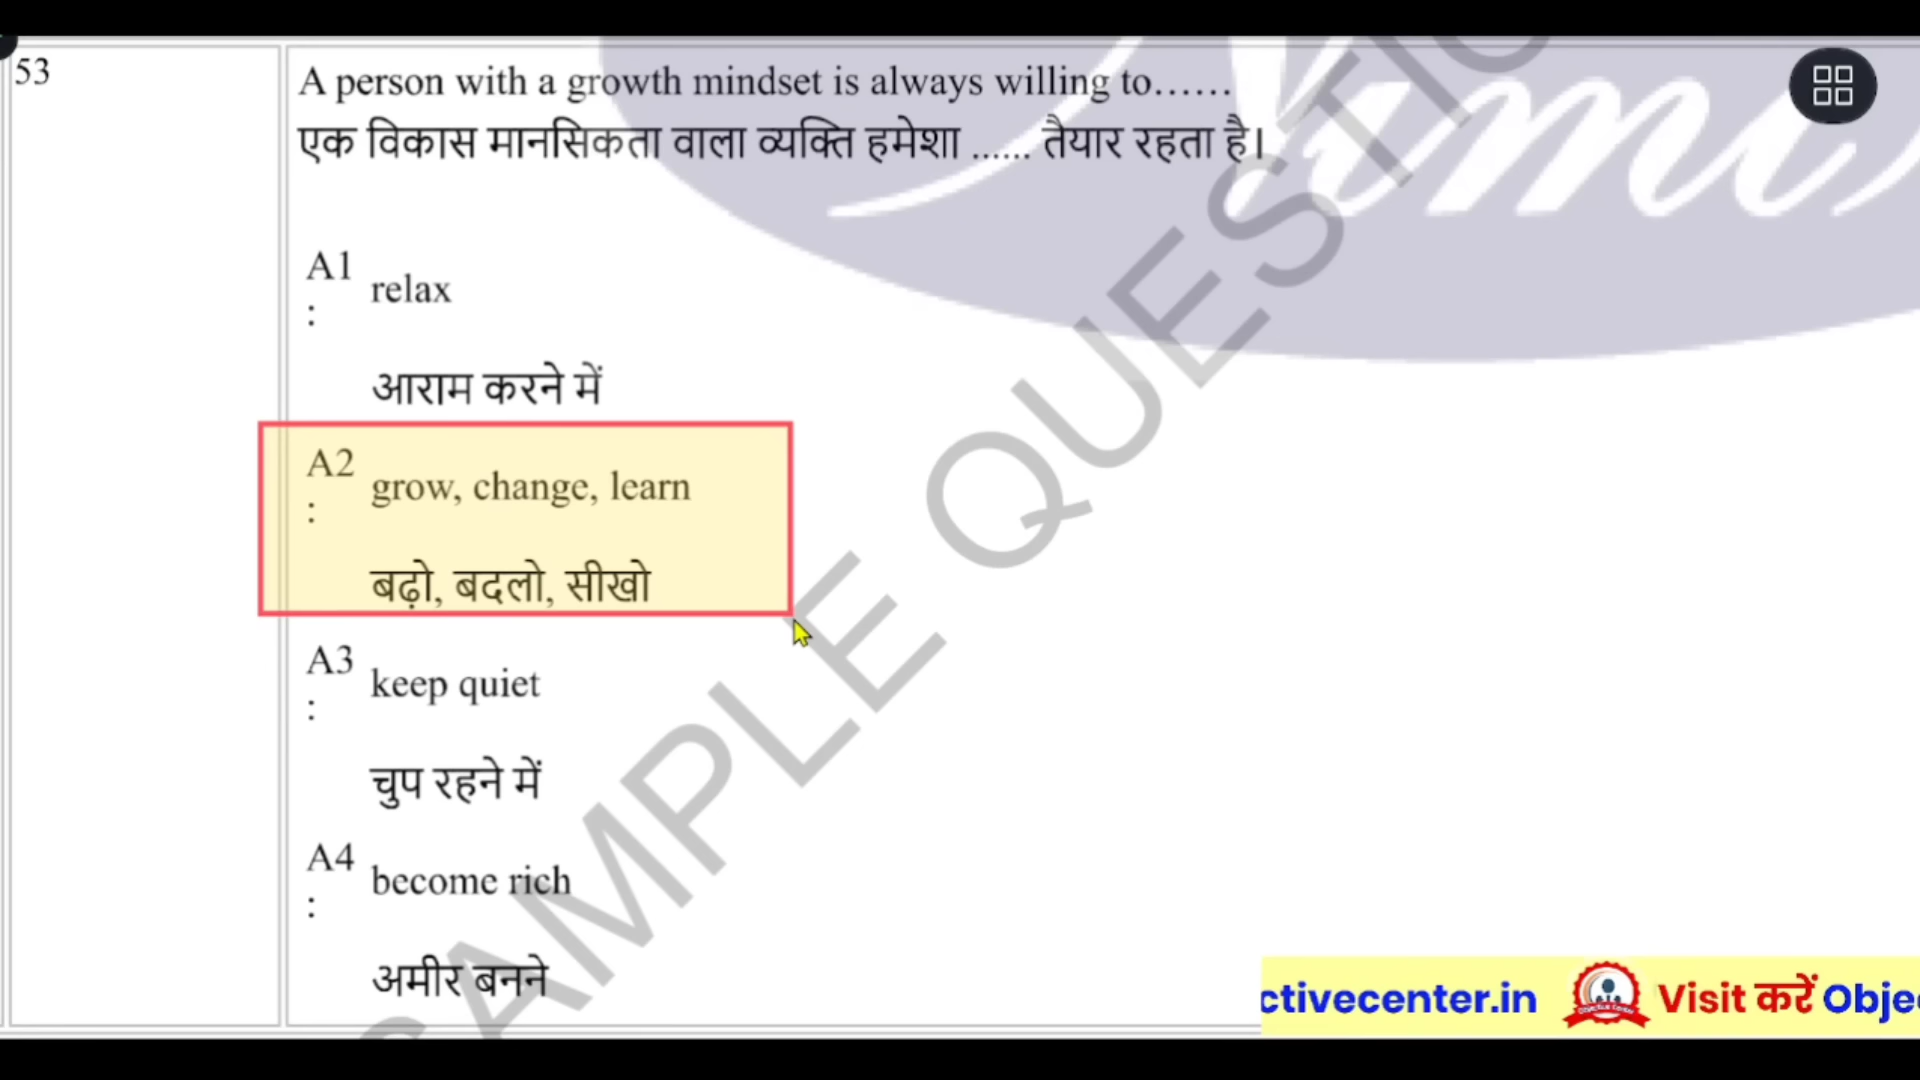 53
A person with a growth mindset is always willing to……
एक विकास मानसिकता वाला व्यक्ति हमेशा ...... तैयार रहता है।
A1
:
relax
आराम करने में
A2
:
grow, change, learn
बढ़ो, बदलो, सीखो
A3
:
keep quiet
चुप रहने में
A4
:
become rich
अमीर बनने
SAMPLE QUESTIO
ctivecenter.in
Visit करें Obje